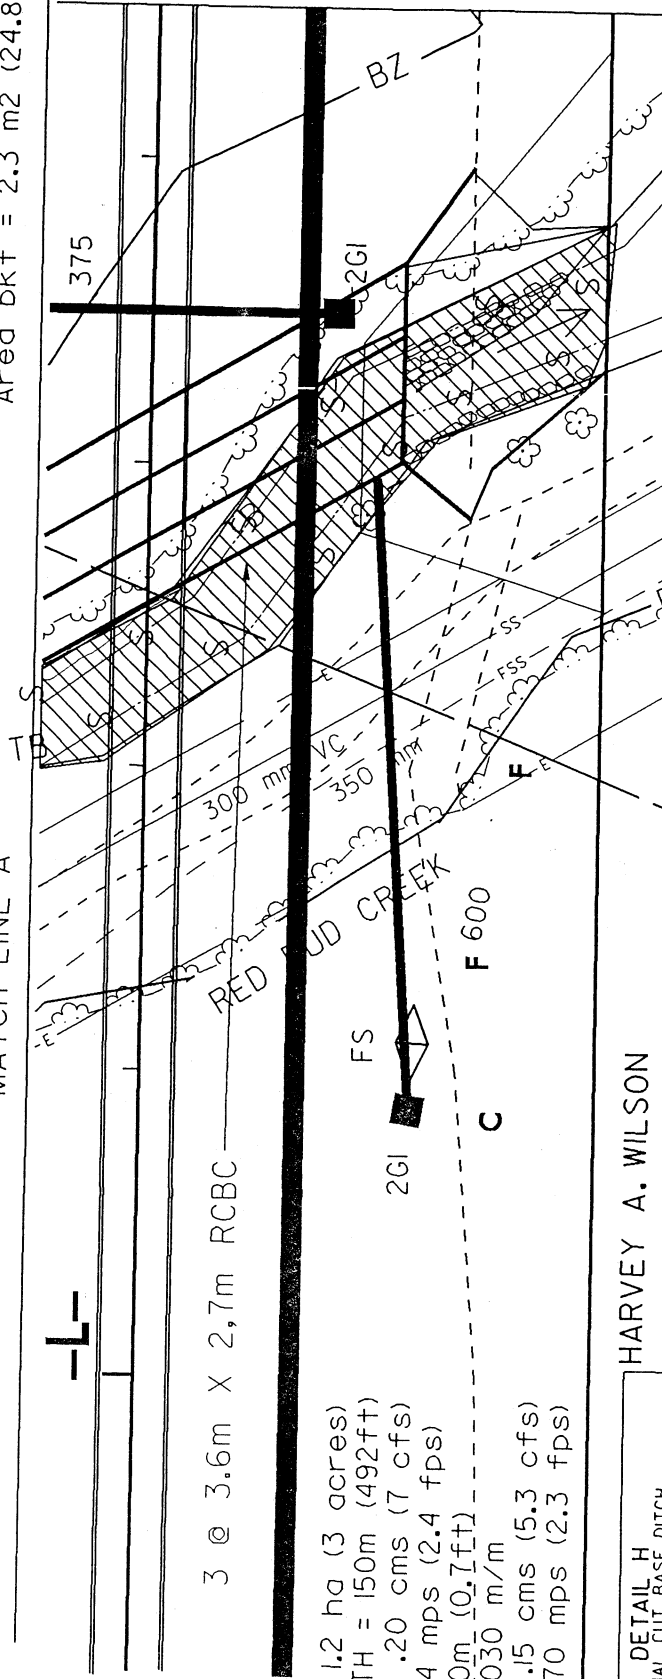 Area bkf = 2.3 m2 (24.8
375
BZ
2GI
MATCH LINE A
TB
S
S
S
S
S
S
S
S
S
E
300 mm VC
350 mm
SS
FSS
E
E
E
F
RED BUD CREEK
F 600
FS
2GI
C
-L-
3 @ 3.6m X 2,7m RCBC
1.2 ha (3 acres)
TH = 150m (492ft)
.20 cms (7 cfs)
4 mps (2.4 fps)
0m (0.7ft)
030 m/m
.15 cms (5.3 cfs)
70 mps (2.3 fps)
HARVEY A. WILSON
DETAIL H
CUT BASE DITCH